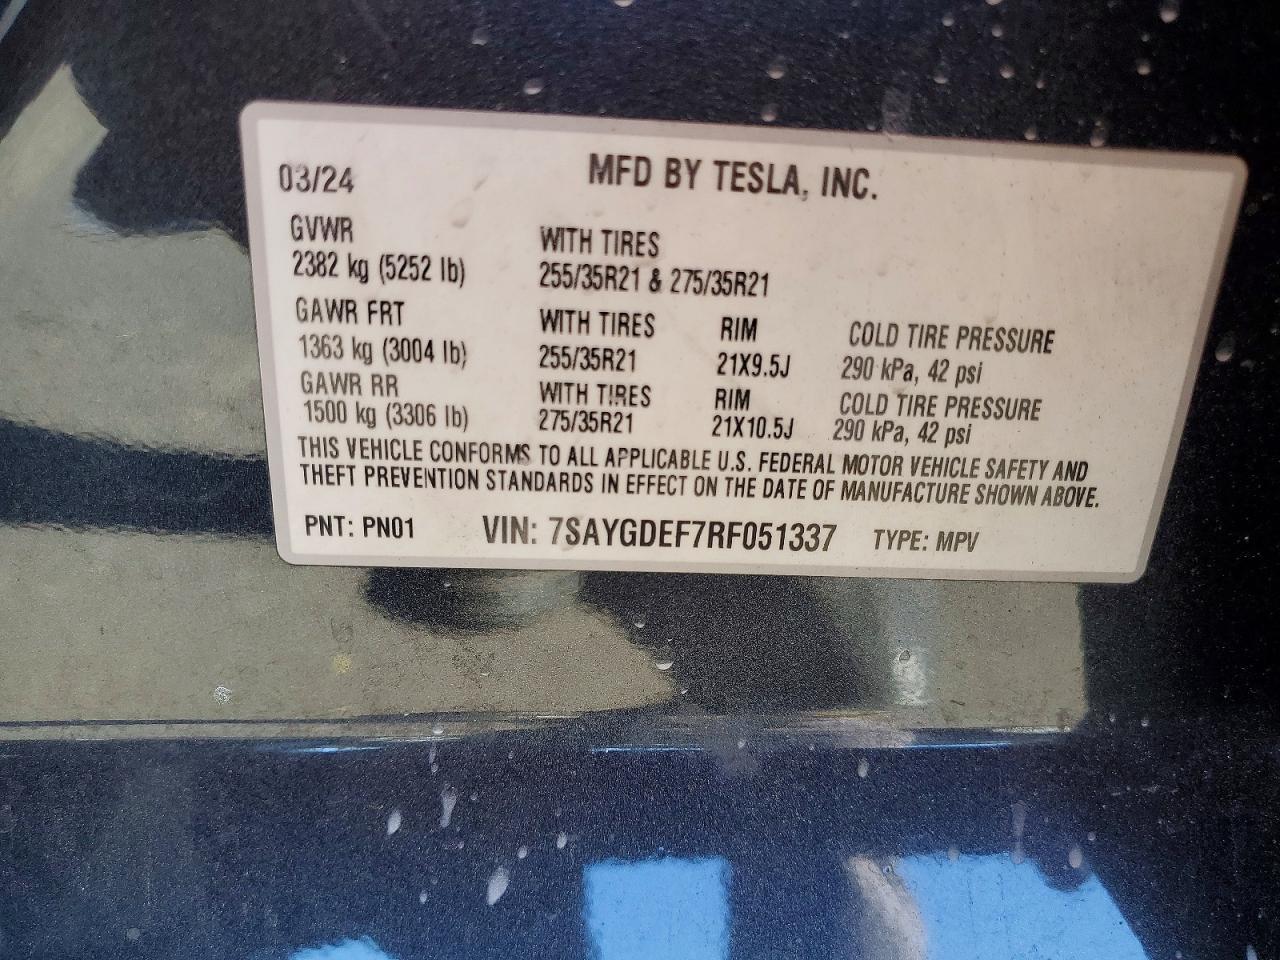 03/24 MFD BY TESLA, INC.
GVWR WITH TIRES
2382 kg (5252 lb) 255/35R21 & 275/35R21
GAWR FRT WITH TIRES RIM COLD TIRE PRESSURE
1363 kg (3004 lb) 255/35R21 21X9.5J 290 kPa, 42 psi
GAWR RR WITH TIRES RIM COLD TIRE PRESSURE
1500 kg (3306 lb) 275/35R21 21X10.5J 290 kPa, 42 psi
THIS VEHICLE CONFORMS TO ALL APPLICABLE U.S. FEDERAL MOTOR VEHICLE SAFETY AND
THEFT PREVENTION STANDARDS IN EFFECT ON THE DATE OF MANUFACTURE SHOWN ABOVE.
PNT: PN01 VIN: 7SAYGDEF7RF051337 TYPE: MPV